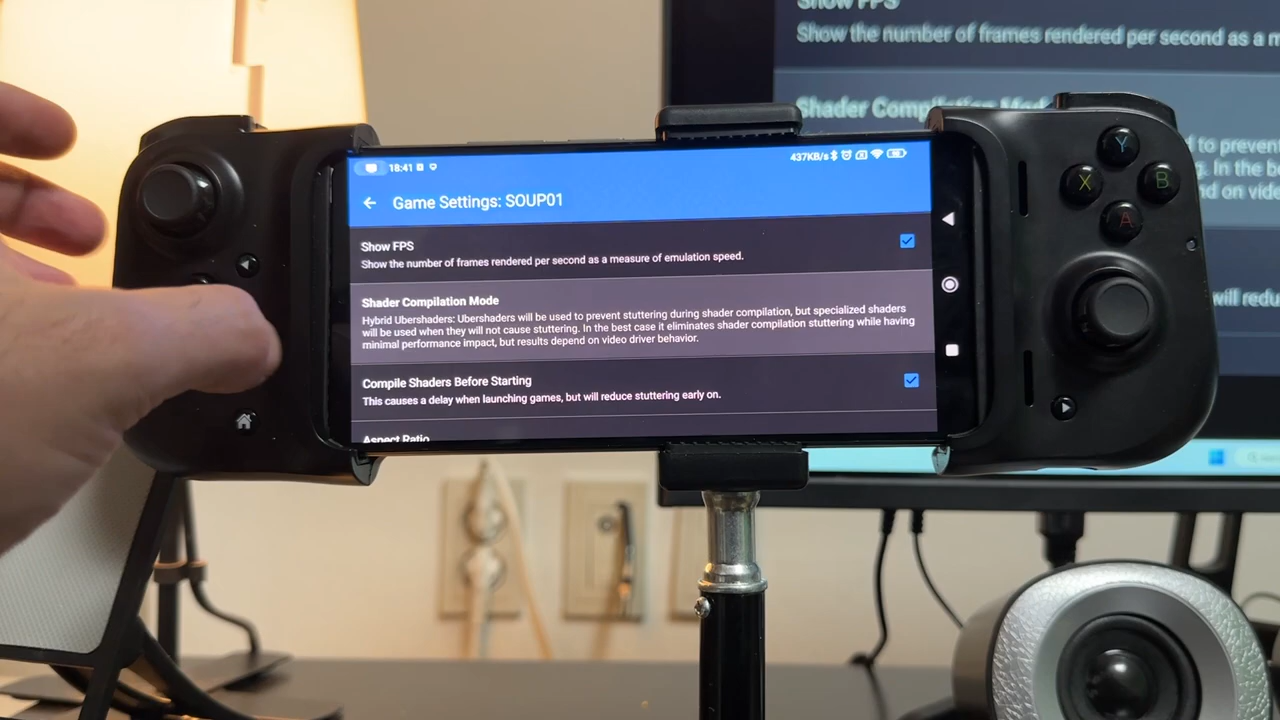 Show FPS
Show the number of frames rendered per second as a m
Shader Compilation Mod
to prevent
In the be
nd on vide
will redu
18:41
437KB/s
Game Settings: SOUP01
Show FPS
Show the number of frames rendered per second as a measure of emulation speed.
Shader Compilation Mode
Hybrid Ubershaders: Ubershaders will be used to prevent stuttering during shader compilation, but specialized shaders
will be used when they will not cause stuttering. In the best case it eliminates shader compilation stuttering while having
minimal performance impact, but results depend on video driver behavior.
Compile Shaders Before Starting
This causes a delay when launching games, but will reduce stuttering early on.
Aspect Ratio
Y
X
B
A